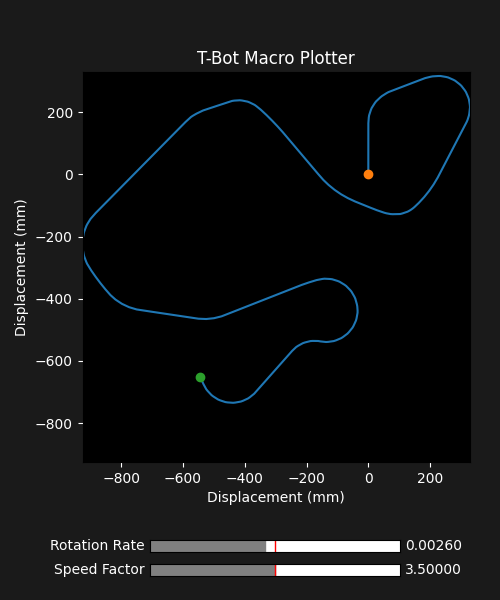 T-Bot Macro Plotter
200
0
−200
−400
−600
−800
Displacement (mm)
−800 −600 −400 −200 0 200
Displacement (mm)
Rotation Rate 0.00260
Speed Factor 3.50000